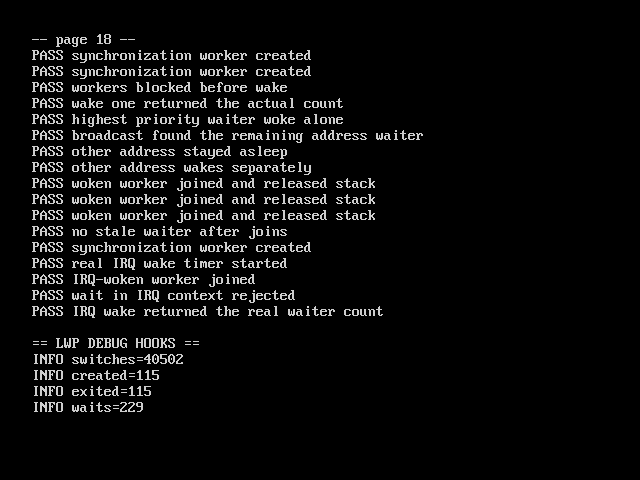 -- page 18 --
PASS synchronization worker created
PASS synchronization worker created
PASS workers blocked before wake
PASS wake one returned the actual count
PASS highest priority waiter woke alone
PASS broadcast found the remaining address waiter
PASS other address stayed asleep
PASS other address wakes separately
PASS woken worker joined and released stack
PASS woken worker joined and released stack
PASS woken worker joined and released stack
PASS no stale waiter after joins
PASS synchronization worker created
PASS real IRQ wake timer started
PASS IRQ-woken worker joined
PASS wait in IRQ context rejected
PASS IRQ wake returned the real waiter count
== LWP DEBUG HOOKS ==
INFO switches=40502
INFO created=115
INFO exited=115
INFO waits=229